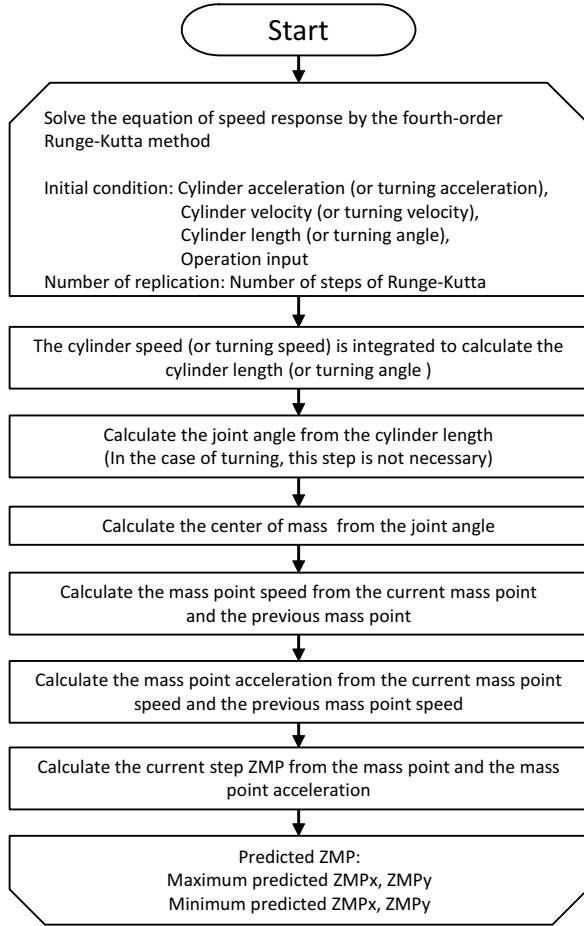 Start
Solve the equation of speed response by the fourth-order
Runge-Kutta method
Initial condition: Cylinder acceleration (or turning acceleration),
Cylinder velocity (or turning velocity),
Cylinder length (or turning angle),
Operation input
Number of replication: Number of steps of Runge-Kutta
The cylinder speed (or turning speed) is integrated to calculate the
cylinder length (or turning angle )
Calculate the joint angle from the cylinder length
(In the case of turning, this step is not necessary)
Calculate the center of mass from the joint angle
Calculate the mass point speed from the current mass point
and the previous mass point
Calculate the mass point acceleration from the current mass point
speed and the previous mass point speed
Calculate the current step ZMP from the mass point and the mass
point acceleration
Predicted ZMP:
Maximum predicted ZMPx, ZMPy
Minimum predicted ZMPx, ZMPy